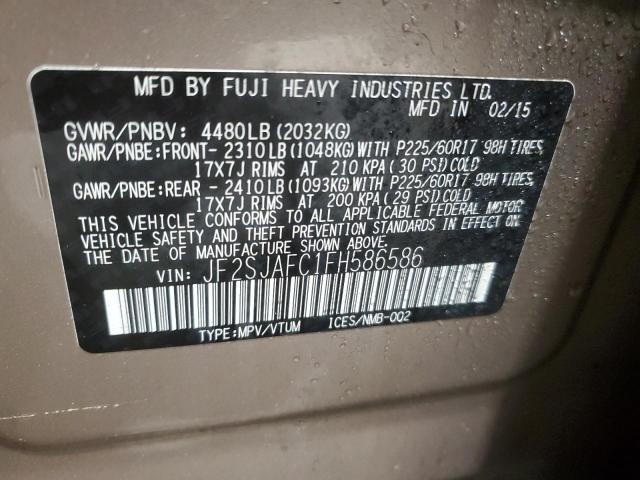 MFD BY FUJI HEAVY INDUSTRIES LTD.
MFD IN 02/15
GVWR/PNBV: 4480LB(2032KG)
GAWR/PNBE:FRONT- 2310LB(1048KG)WITH P225/60R17 98H TIRES,
17X7J RIMS AT 210 KPA (30 PSI)COLD
GAWR/PNBE:REAR -2410LB(1093KG)WITH P225/60R17 98H TIRES,
17X7J RIMS AT 200 KPA (29 PSI)COLD
THIS VEHICLE CONFORMS TO ALL APPLICABLE FEDERAL MOTOR
VEHICLE SAFETY AND THEFT PREVENTION STANDARDS IN EFFECT ON
THE DATE OF MANUFACTURE SHOWN ABOVE.
VIN: JF2SJAFC1FH586586
TYPE:MPV/VTUM ICES/NMB-002